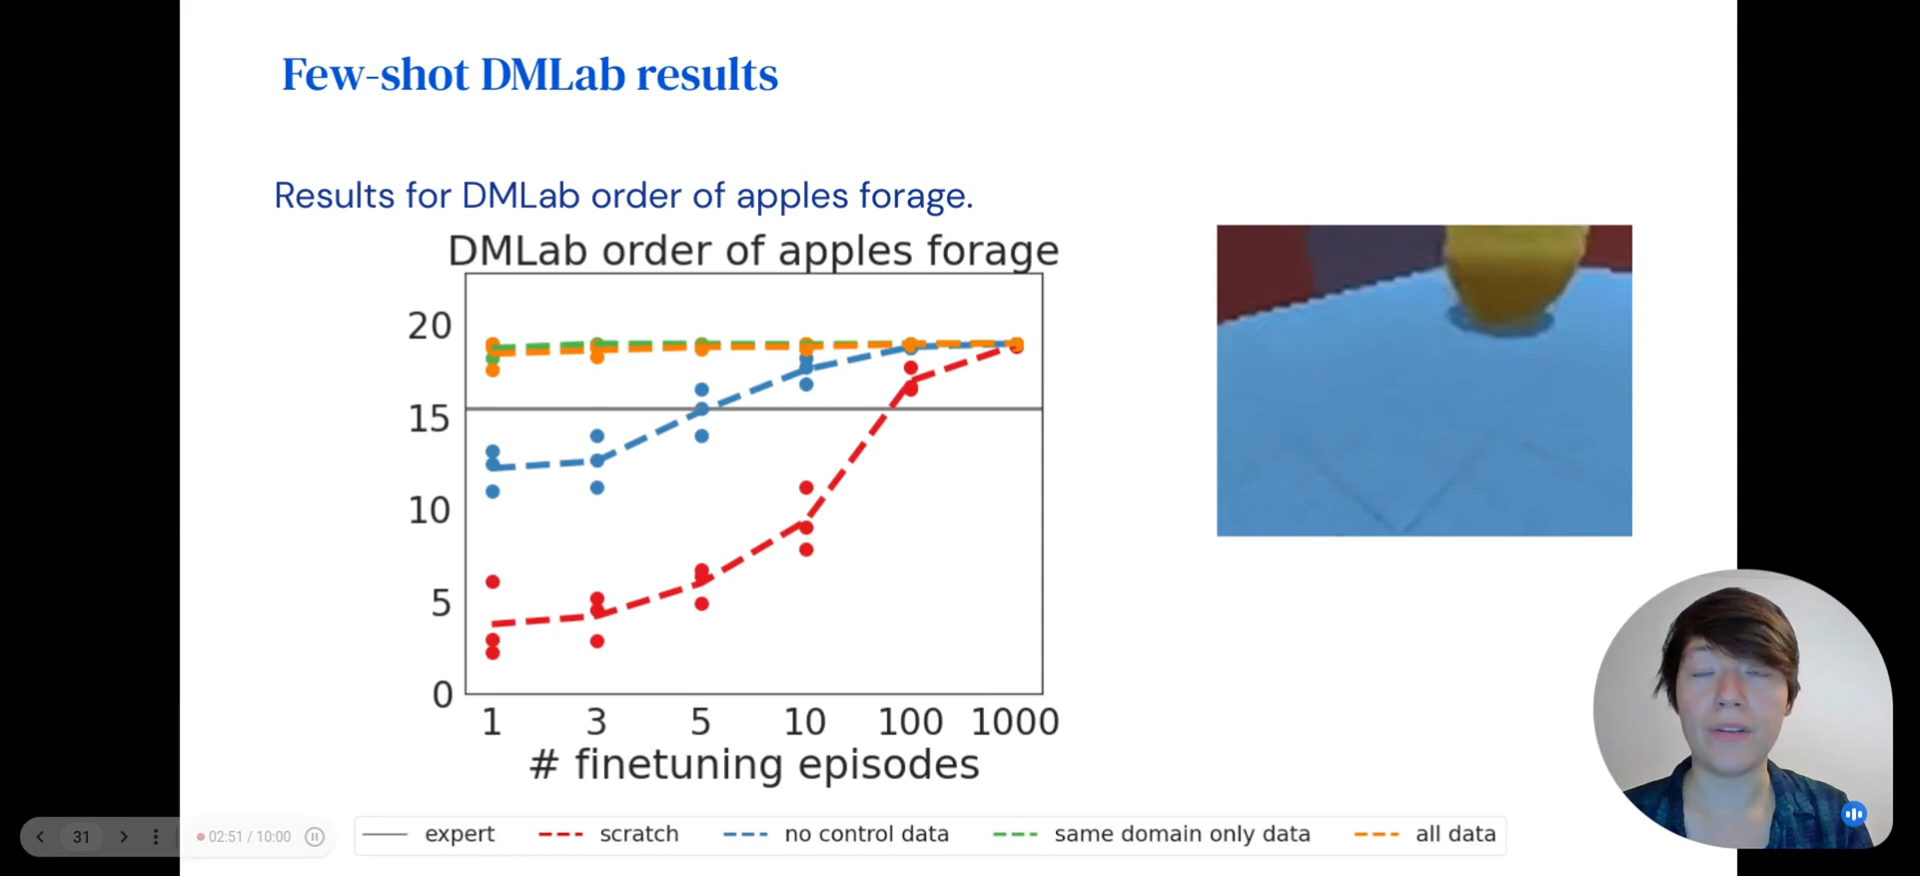 Few-shot DMLab results
Results for DMLab order of apples forage.
DMLab order of apples forage
20
15
10
5
0
1 3 5 10 100 1000
# finetuning episodes
expert scratch no control data same domain only data all data
31 02:51 / 10:00